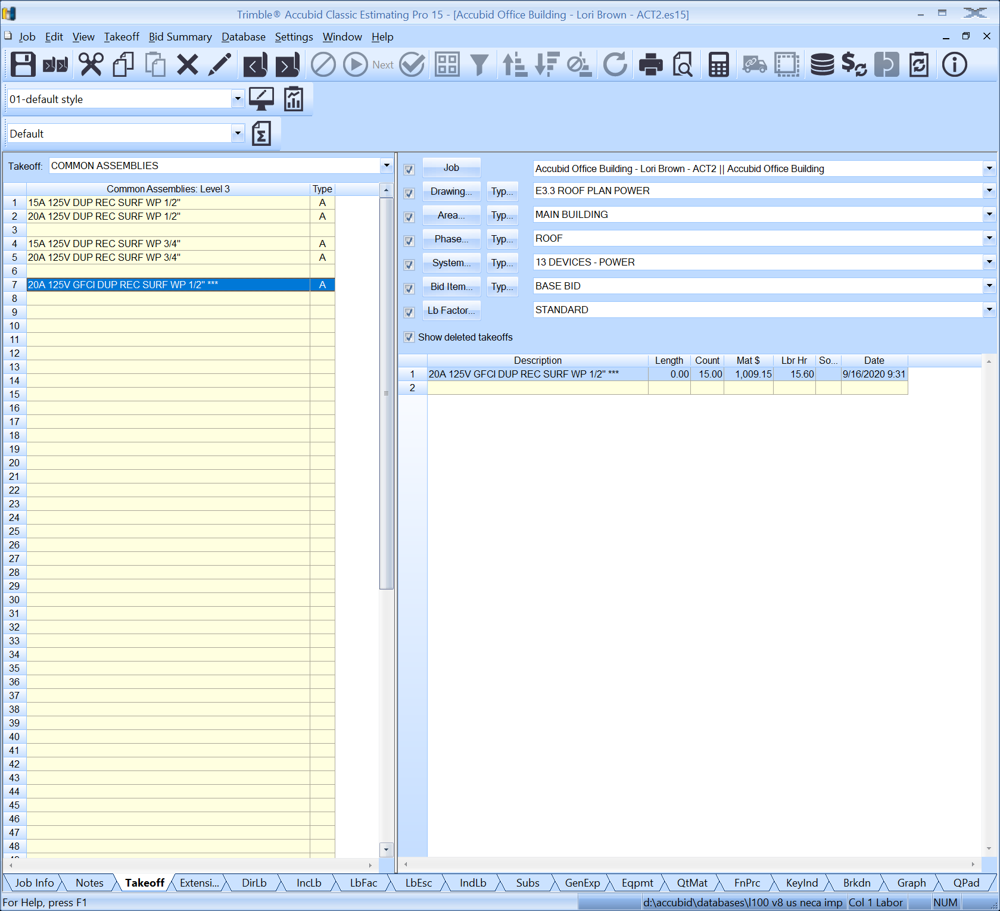 Trimble® Accubid Classic Estimating Pro 15 - [Accubid Office Building - Lori Brown - ACT2.es15]
Job Edit View Takeoff Bid Summary Database Settings Window Help
Next
01-default style
Default
Takeoff: COMMON ASSEMBLIES
Common Assemblies: Level 3 Type
1 15A 125V DUP REC SURF WP 1/2" A
2 20A 125V DUP REC SURF WP 1/2" A
3
4 15A 125V DUP REC SURF WP 3/4" A
5 20A 125V DUP REC SURF WP 3/4" A
6
7 20A 125V GFCI DUP REC SURF WP 1/2" *** A
8
9
10
11
12
13
14
15
16
17
18
19
20
21
22
23
24
25
26
27
28
29
30
31
32
33
34
35
36
37
38
39
40
41
42
43
44
45
46
47
48
Job Accubid Office Building - Lori Brown - ACT2 || Accubid Office Building
Drawing... Typ... E3.3 ROOF PLAN POWER
Area... Typ... MAIN BUILDING
Phase... Typ... ROOF
System... Typ... 13 DEVICES - POWER
Bid Item... Typ... BASE BID
Lb Factor... STANDARD
Show deleted takeoffs
Description Length Count Mat $ Lbr Hr So... Date
1 20A 125V GFCI DUP REC SURF WP 1/2" *** 0.00 15.00 1,009.15 15.60 9/16/2020 9:31
2
Job Info Notes Takeoff Extensi... DirLb IncLb LbFac LbEsc IndLb Subs GenExp Eqpmt QtMat FnPrc KeyInd Brkdn Graph QPad
For Help, press F1 d:\accubid\databases\l100 v8 us neca imp Col 1 Labor NUM